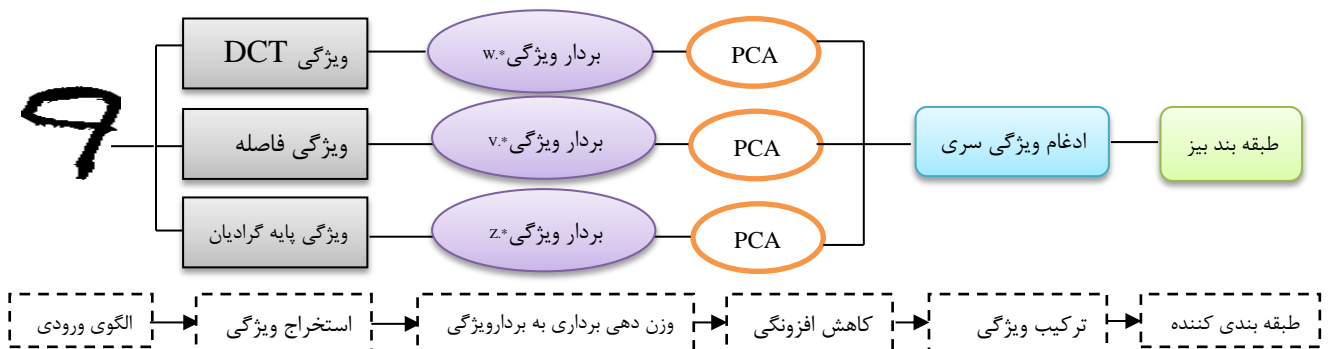 ویژگی DCT
بردار ویژگی*.w
PCA
ویژگی فاصله
بردار ویژگی*.v
PCA
ادغام ویژگی سری
طبقه بند بیز
ویژگی پایه گرادیان
بردار ویژگی*.z
PCA
الگوی ورودی
استخراج ویژگی
وزن دهی برداری به بردارویژگی
کاهش افزونگی
ترکیب ویژگی
طبقه بندی کننده